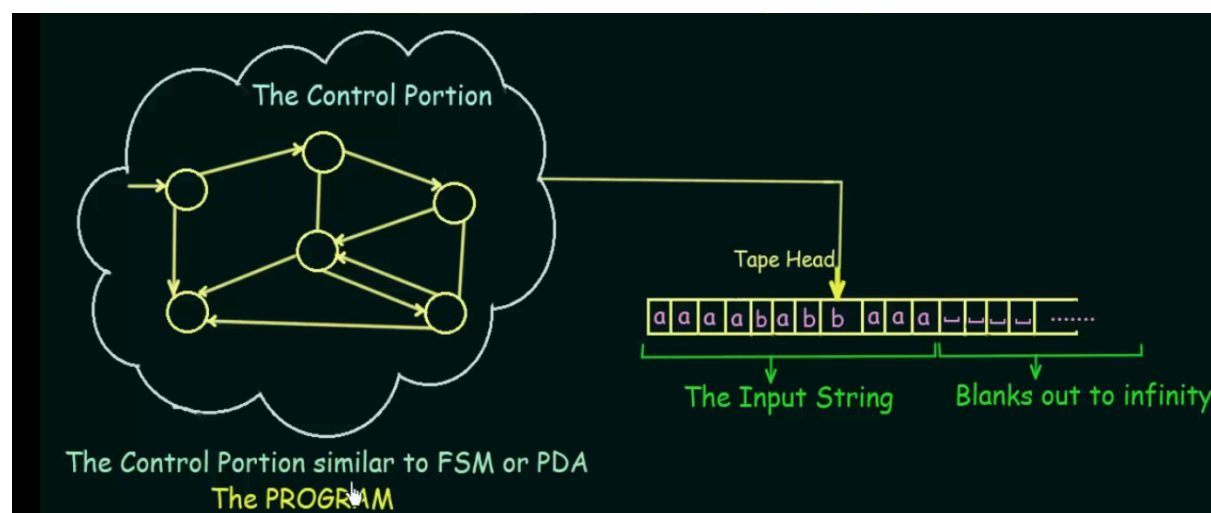 The Control Portion
Tape Head
a a a a b a b b a a a ⎵ ⎵ ⎵ ⎵ .......
The Input String
Blanks out to infinity
The Control Portion similar to FSM or PDA
The PROGRAM